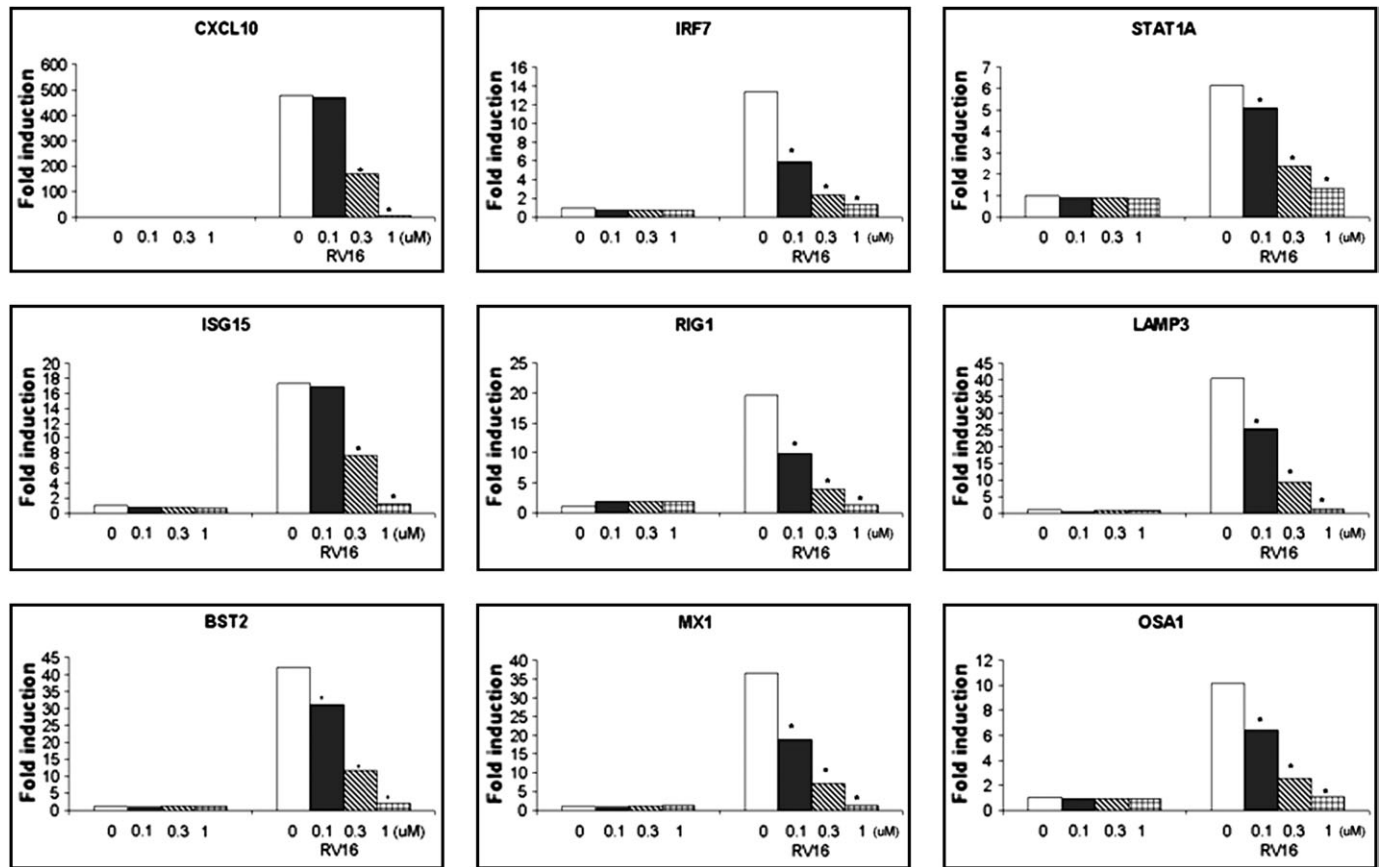 CXCL10
Fold induction
600
500
400
300
200
100
0
0 0.1 0.3 1 0 0.1 0.3 1 (uM)
RV16
IRF7
Fold induction
16
14
12
10
8
6
4
2
0
0 0.1 0.3 1 0 0.1 0.3 1 (uM)
RV16
STAT1A
Fold induction
7
6
5
4
3
2
1
0
0 0.1 0.3 1 0 0.1 0.3 1 (uM)
RV16
ISG15
Fold induction
20
18
16
14
12
10
8
6
4
2
0
0 0.1 0.3 1 0 0.1 0.3 1 (uM)
RV16
RIG1
Fold induction
25
20
15
10
5
0
0 0.1 0.3 1 0 0.1 0.3 1 (uM)
RV16
LAMP3
Fold induction
45
40
35
30
25
20
15
10
5
0
0 0.1 0.3 1 0 0.1 0.3 1 (uM)
RV16
BST2
Fold induction
45
40
35
30
25
20
15
10
5
0
0 0.1 0.3 1 0 0.1 0.3 1 (uM)
RV16
MX1
Fold induction
40
35
30
25
20
15
10
5
0
0 0.1 0.3 1 0 0.1 0.3 1 (uM)
RV16
OSA1
Fold induction
12
10
8
6
4
2
0
0 0.1 0.3 1 0 0.1 0.3 1 (uM)
RV16